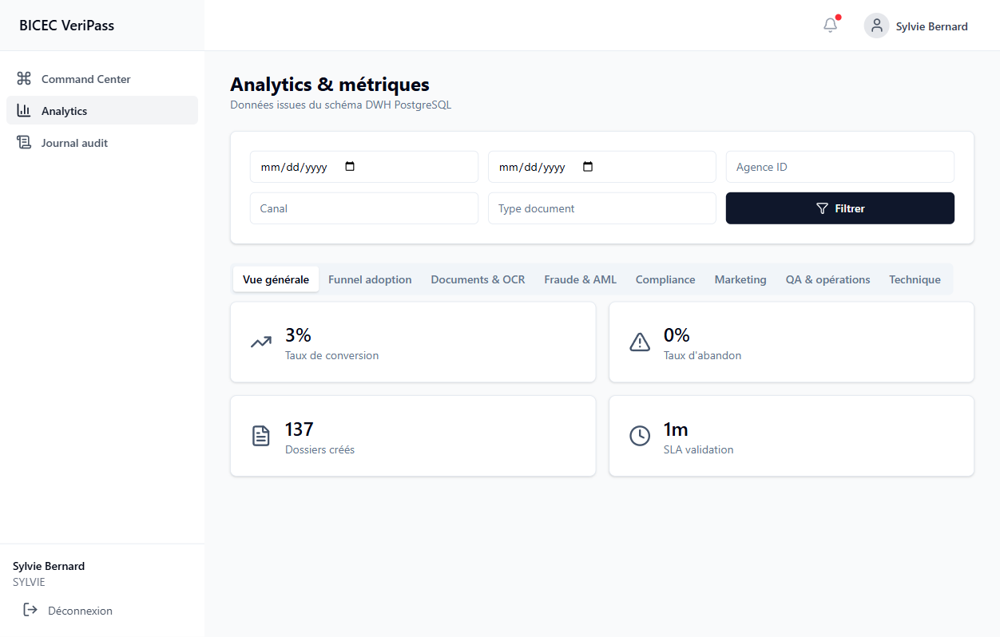 BICEC VeriPass
Sylvie Bernard
Command Center
Analytics
Journal audit
Analytics & métriques
Données issues du schéma DWH PostgreSQL
mm/dd/yyyy
mm/dd/yyyy
Agence ID
Canal
Type document
Filtrer
Vue générale
Funnel adoption
Documents & OCR
Fraude & AML
Compliance
Marketing
QA & opérations
Technique
3%
Taux de conversion
0%
Taux d'abandon
137
Dossiers créés
1m
SLA validation
Sylvie Bernard
SYLVIE
Déconnexion